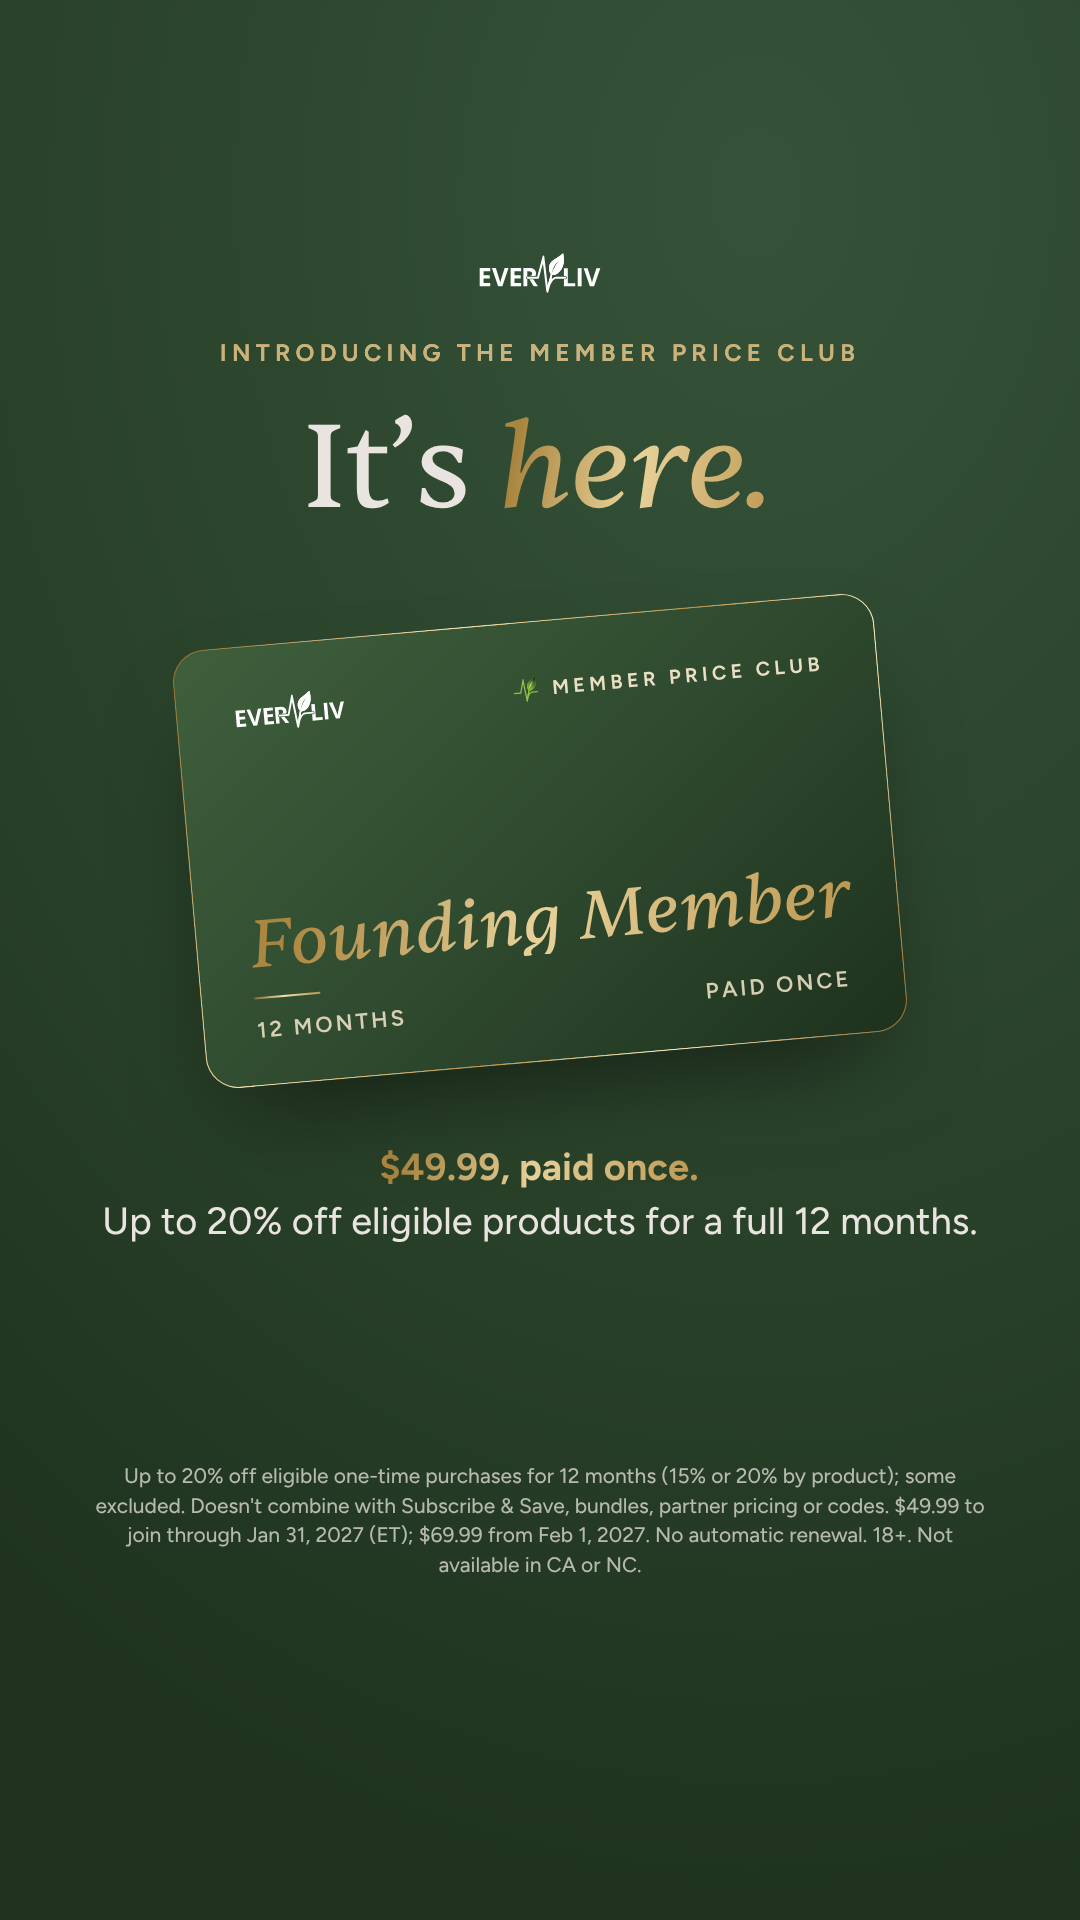 EVERLIV
INTRODUCING THE MEMBER PRICE CLUB
It’s here.
EVERLIV
MEMBER PRICE CLUB
Founding Member
12 MONTHS
PAID ONCE
$49.99, paid once.
Up to 20% off eligible products for a full 12 months.
Up to 20% off eligible one-time purchases for 12 months (15% or 20% by product); some
excluded. Doesn't combine with Subscribe & Save, bundles, partner pricing or codes. $49.99 to
join through Jan 31, 2027 (ET); $69.99 from Feb 1, 2027. No automatic renewal. 18+. Not
available in CA or NC.